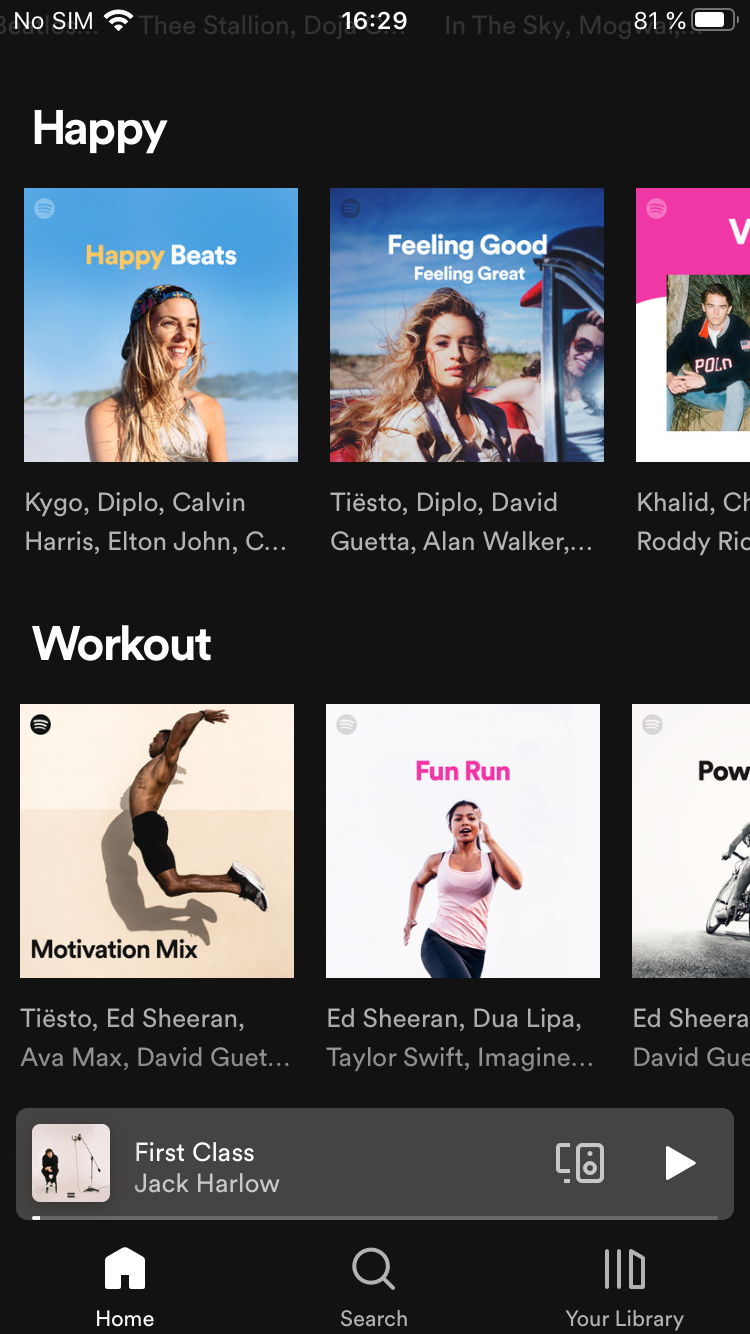 No SIM 16:29 81 %
Thee Stallion, Doja In The Sky, Mogwai,...
Happy
Happy Beats
Feeling Good
Feeling Great
V
POLO
Kygo, Diplo, Calvin
Harris, Elton John, C...
Tiësto, Diplo, David
Guetta, Alan Walker,...
Khalid, Ch
Roddy Ric
Workout
Motivation Mix
Fun Run
Pow
Tiësto, Ed Sheeran,
Ava Max, David Guet...
Ed Sheeran, Dua Lipa,
Taylor Swift, Imagine...
Ed Sheera
David Gue
First Class
Jack Harlow
Home Search Your Library